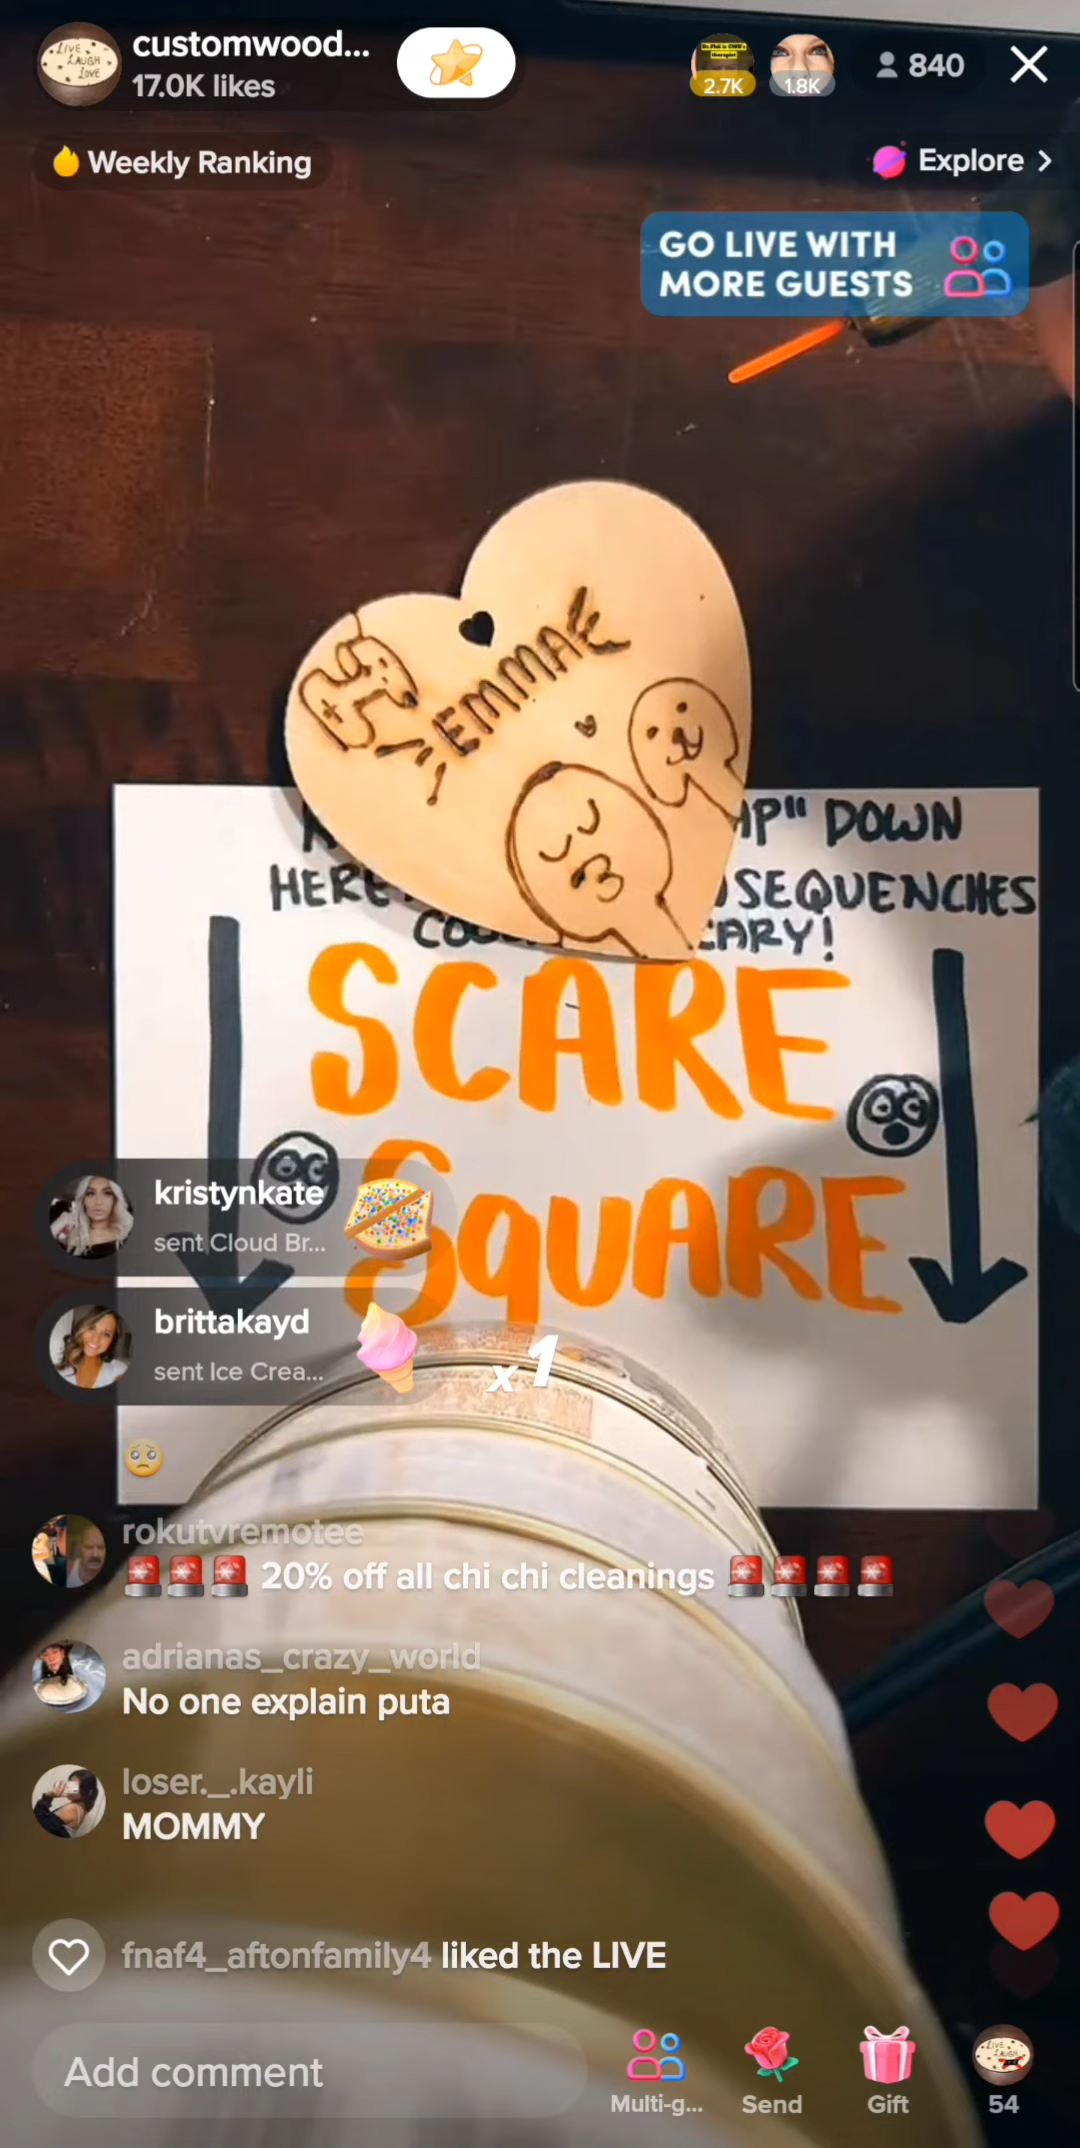 customwood...
17.0K likes
2.7K
1.8K
840
Weekly Ranking
Explore
GO LIVE WITH
MORE GUESTS
EMMA
DOWN
HERE
SEQUENCHES
SCARE
SQUARE
kristynkate
sent Cloud Br...
brittakayd
sent Ice Crea...
x1
rokutvremotee
🚨🚨🚨 20% off all chi chi cleanings 🚨🚨🚨🚨
adrianas_crazy_world
No one explain puta
loser._.kayli
MOMMY
fnaf4_aftonfamily4 liked the LIVE
Add comment
Multi-g...
Send
Gift
54